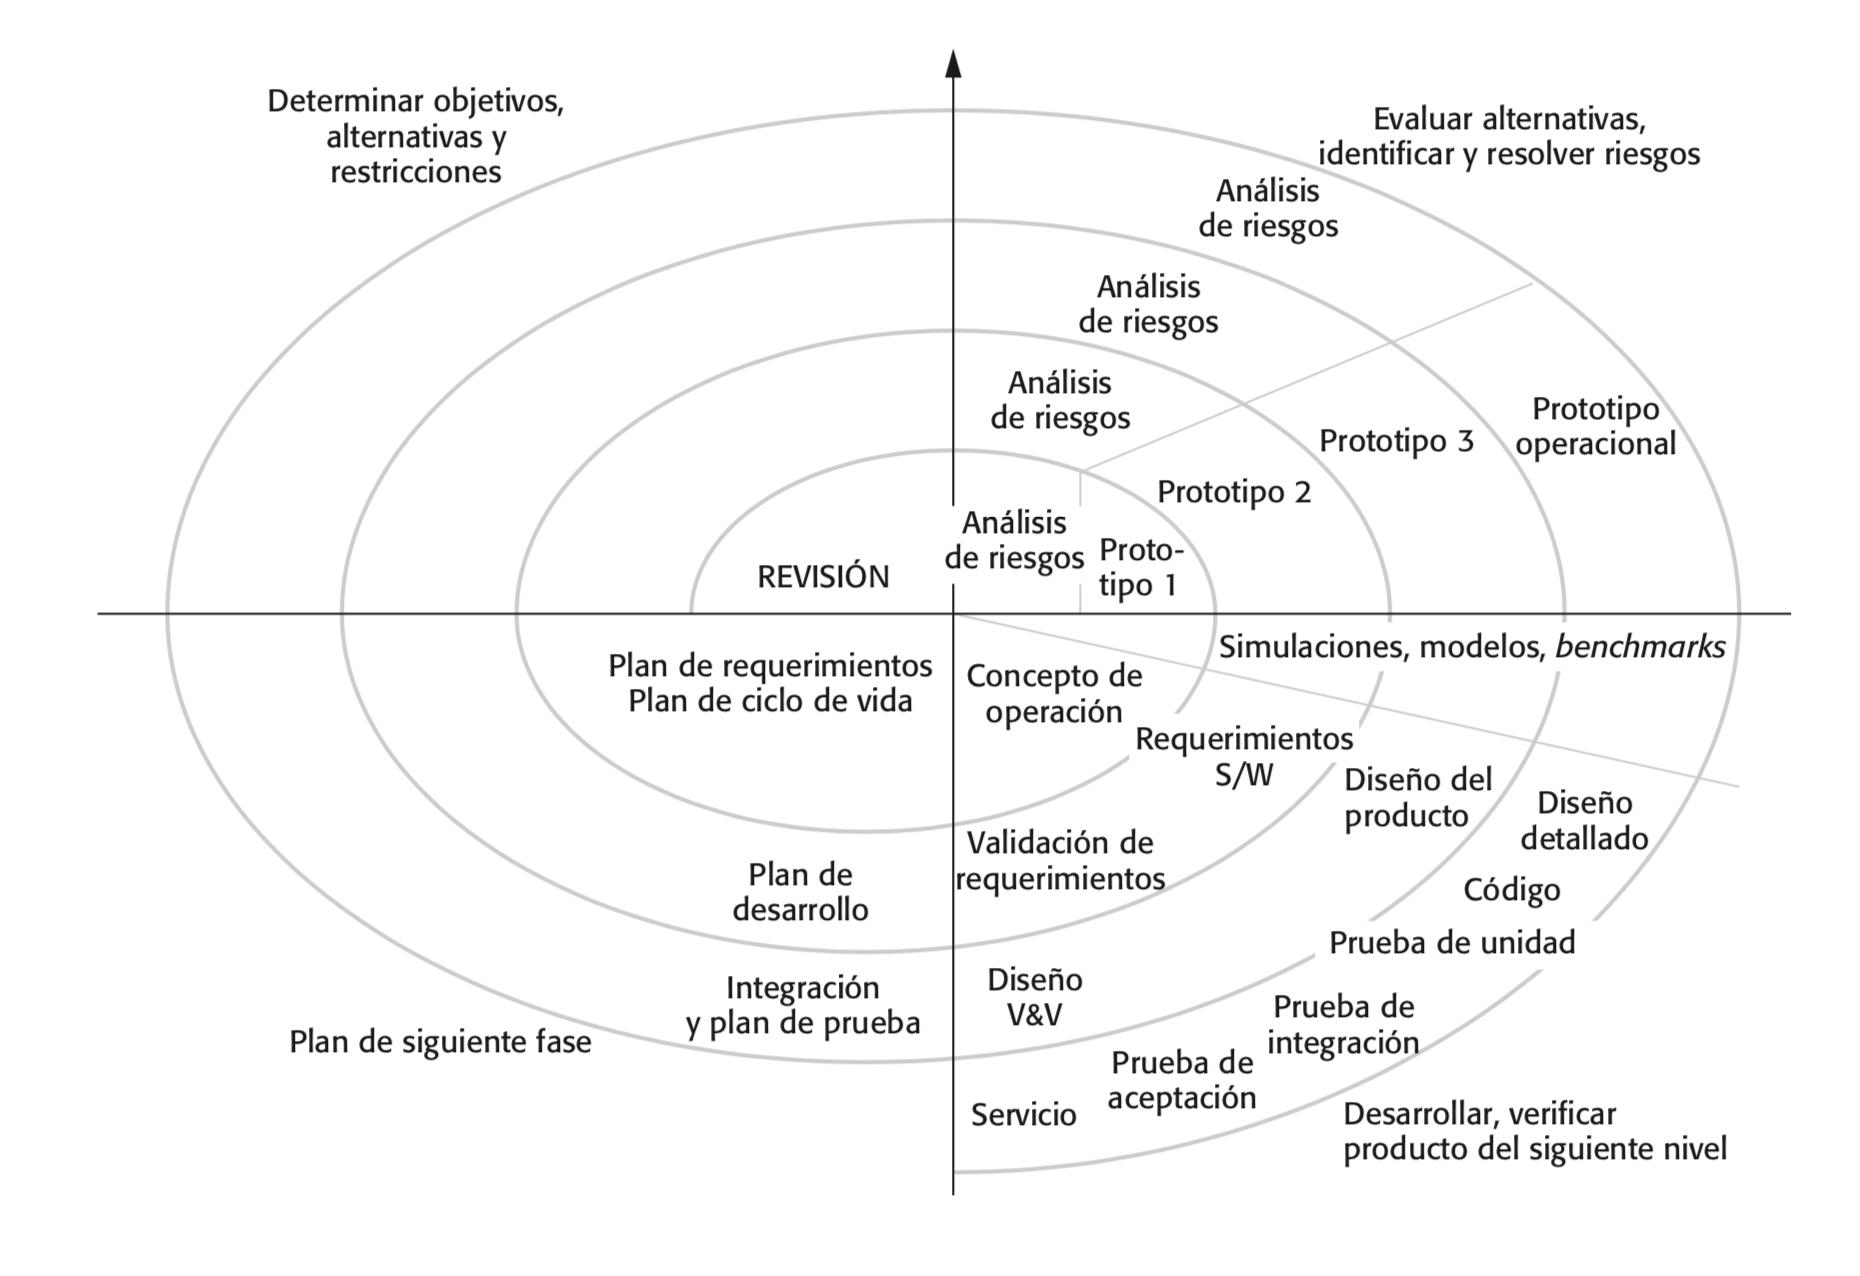 Determinar objetivos,
alternativas y
restricciones
Evaluar alternativas,
identificar y resolver riesgos
Análisis
de riesgos
Análisis
de riesgos
Análisis
de riesgos
Prototipo
operacional
Prototipo 3
Prototipo 2
Análisis
de riesgos
Proto-
tipo 1
REVISIÓN
Simulaciones, modelos, benchmarks
Plan de requerimientos
Plan de ciclo de vida
Concepto de
operación
Requerimientos
S/W
Diseño del
producto
Diseño
detallado
Código
Validación de
requerimientos
Plan de
desarrollo
Prueba de unidad
Integración
y plan de prueba
Diseño
V&V
Prueba de
integración
Plan de siguiente fase
Prueba de
aceptación
Servicio
Desarrollar, verificar
producto del siguiente nivel